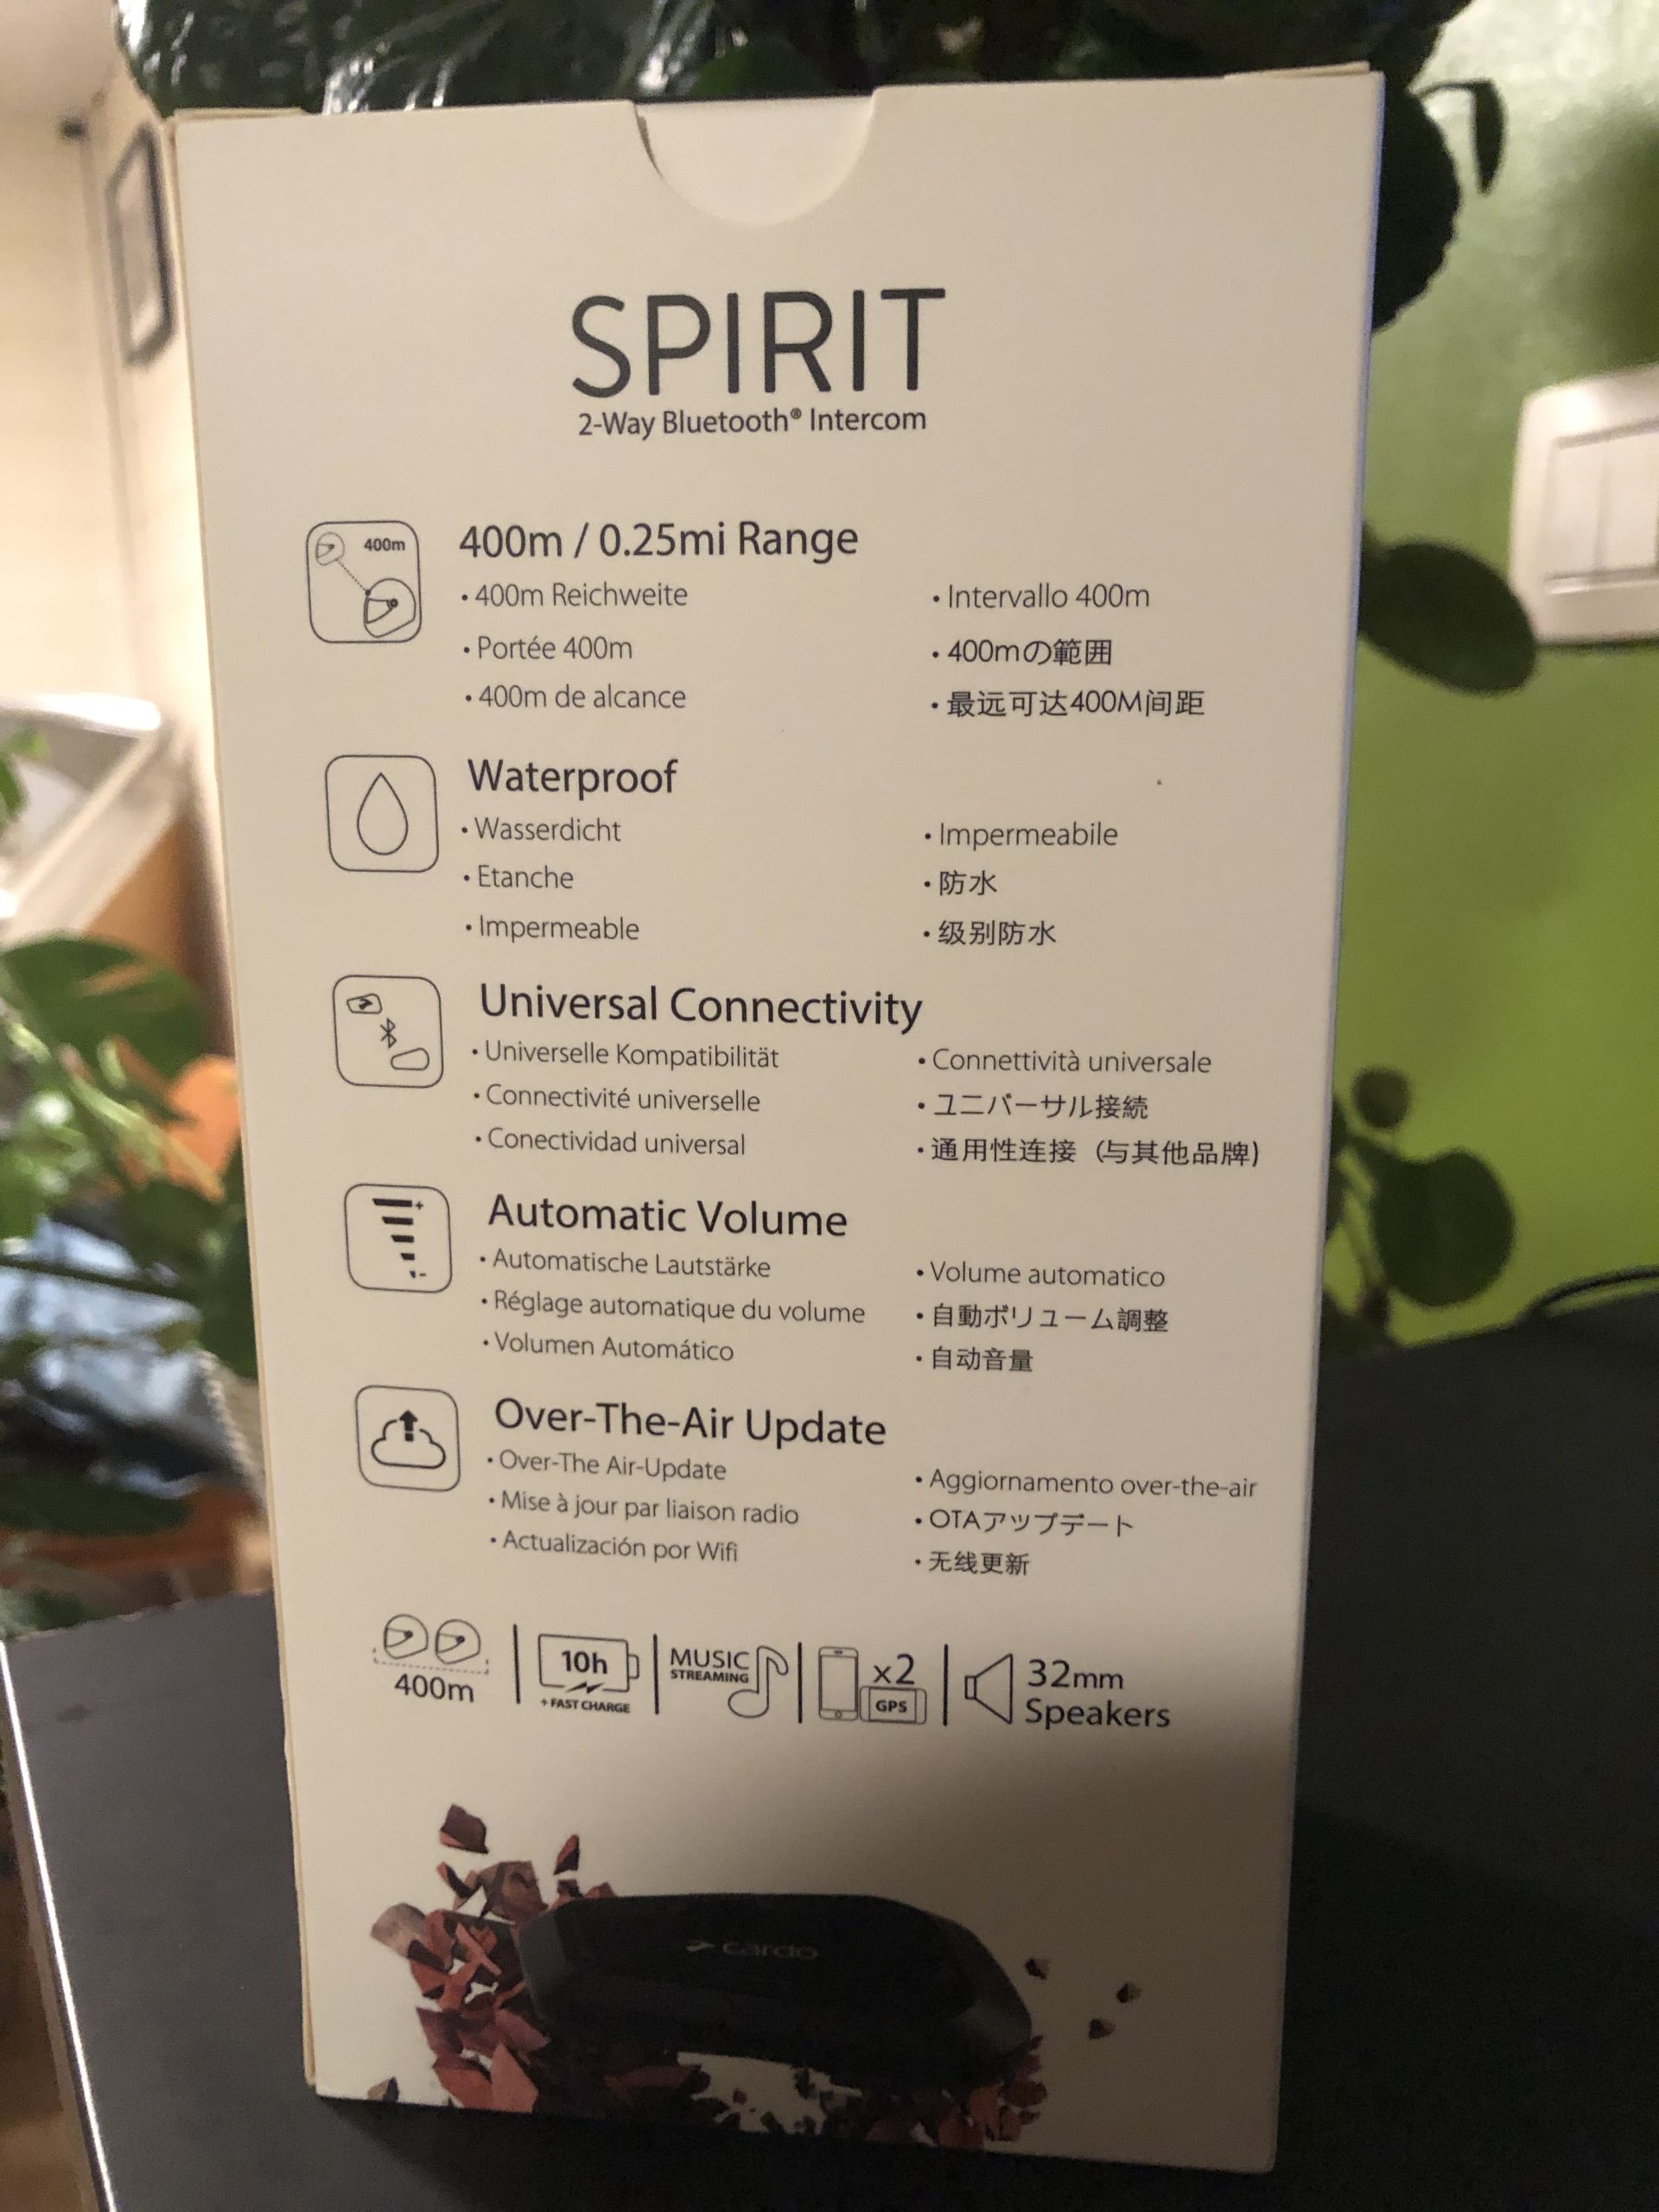 SPIRIT
2-Way Bluetooth® Intercom
400m
400m / 0.25mi Range
• 400m Reichweite
• Portée 400m
• 400m de alcance
• Intervallo 400m
• 400mの範囲
• 最远可达400M间距
Waterproof
• Wasserdicht
• Etanche
• Impermeable
• Impermeabile
• 防水
• 级别防水
Universal Connectivity
• Universelle Kompatibilität
• Connectivité universelle
• Conectividad universal
• Connettività universale
• ユニバーサル接続
• 通用性连接 (与其他品牌)
Automatic Volume
• Automatische Lautstärke
• Réglage automatique du volume
• Volumen Automático
• Volume automatico
• 自動ボリューム調整
• 自动音量
Over-The-Air Update
• Over-The Air-Update
• Mise à jour par liaison radio
• Actualización por Wifi
• Aggiornamento over-the-air
• OTAアップデート
• 无线更新
400m
10h
+ FAST CHARGE
MUSIC
STREAMING
x2
GPS
32mm
Speakers
cardo